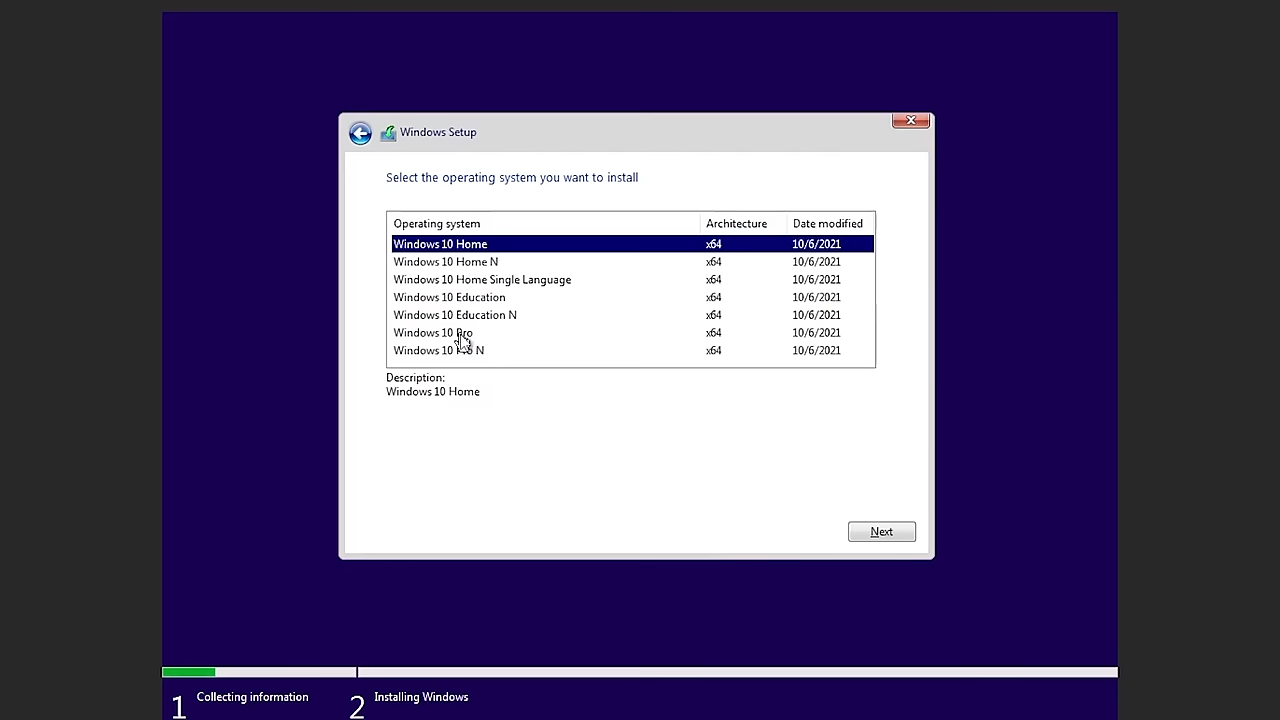 Windows Setup
Select the operating system you want to install
Operating system Architecture Date modified
Windows 10 Home x64 10/6/2021
Windows 10 Home N x64 10/6/2021
Windows 10 Home Single Language x64 10/6/2021
Windows 10 Education x64 10/6/2021
Windows 10 Education N x64 10/6/2021
Windows 10 Pro x64 10/6/2021
Windows 10 Pro N x64 10/6/2021
Description:
Windows 10 Home
Next
1 Collecting information 2 Installing Windows